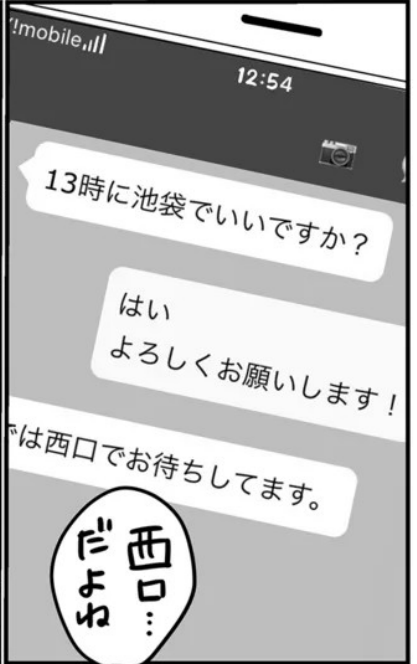 Y!mobile
12:54
13時に池袋でいいですか？
はい
よろしくお願いします！
では西口でお待ちしてます。
西口…
だよね